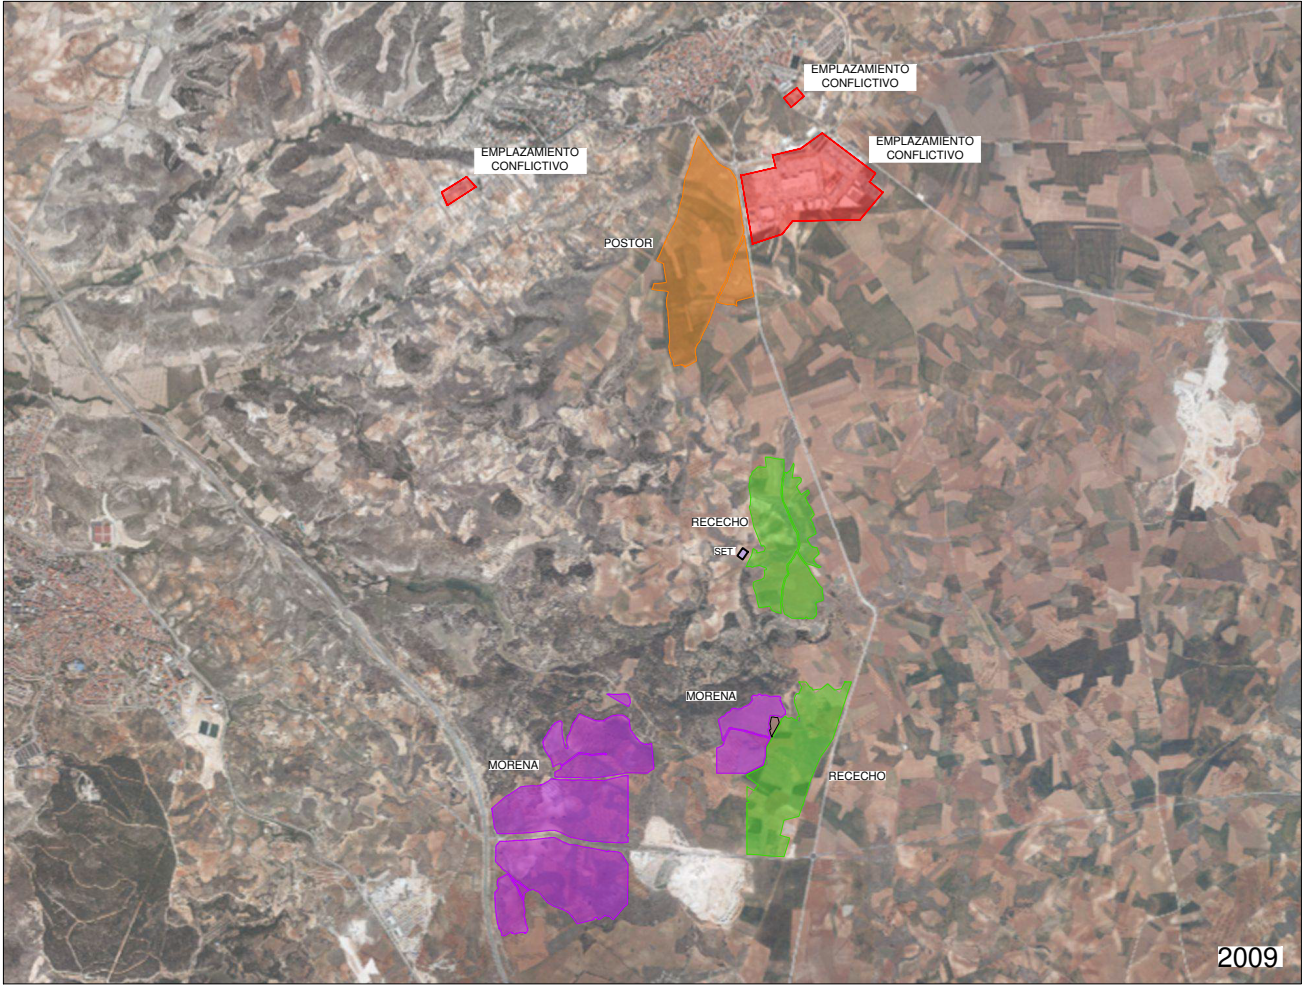 EMPLAZAMIENTO
CONFLICTIVO
EMPLAZAMIENTO
CONFLICTIVO
EMPLAZAMIENTO
CONFLICTIVO
POSTOR
RECECHO
SET
MORENA
MORENA
RECECHO
2009